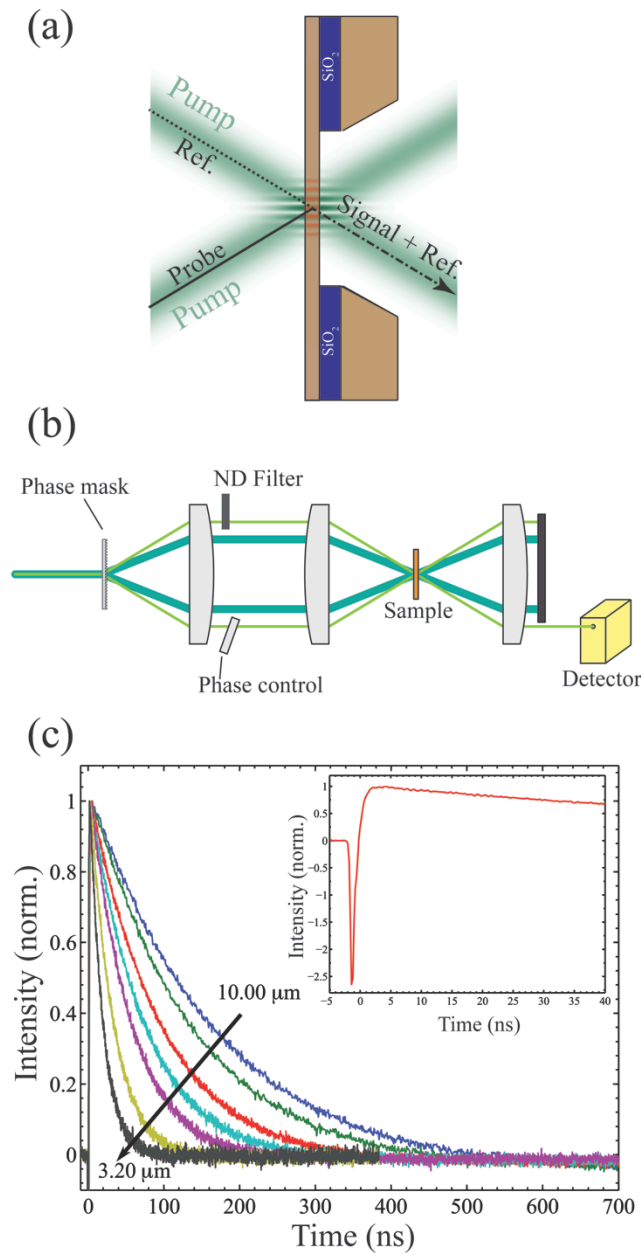 (a)
SiO₂
Pump
Ref.
Signal + Ref.
Probe
Pump
SiO₂
(b)
ND Filter
Phase mask
Sample
Phase control
Detector
(c)
1
0.8
0.6
0.4
0.2
0
Intensity (norm.)
10.00 μm
3.20 μm
0 100 200 300 400 500 600 700
Time (ns)
1
0.5
0
−0.5
−1
−1.5
−2
−2.5
Intensity (norm.)
−5 0 5 10 15 20 25 30 35 40
Time (ns)